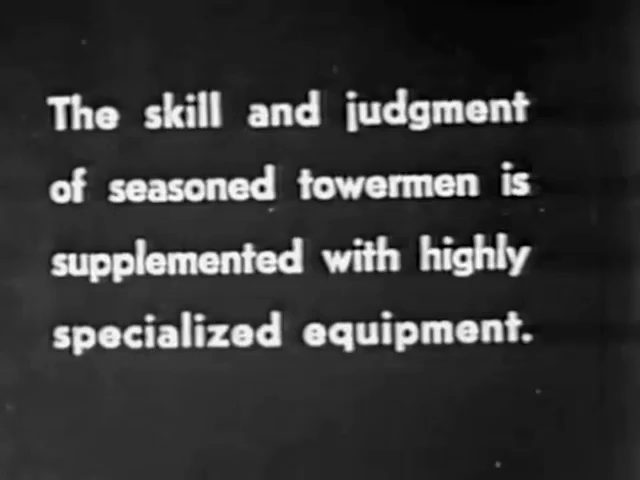 The skill and judgment
of seasoned towermen is
supplemented with highly
specialized equipment.